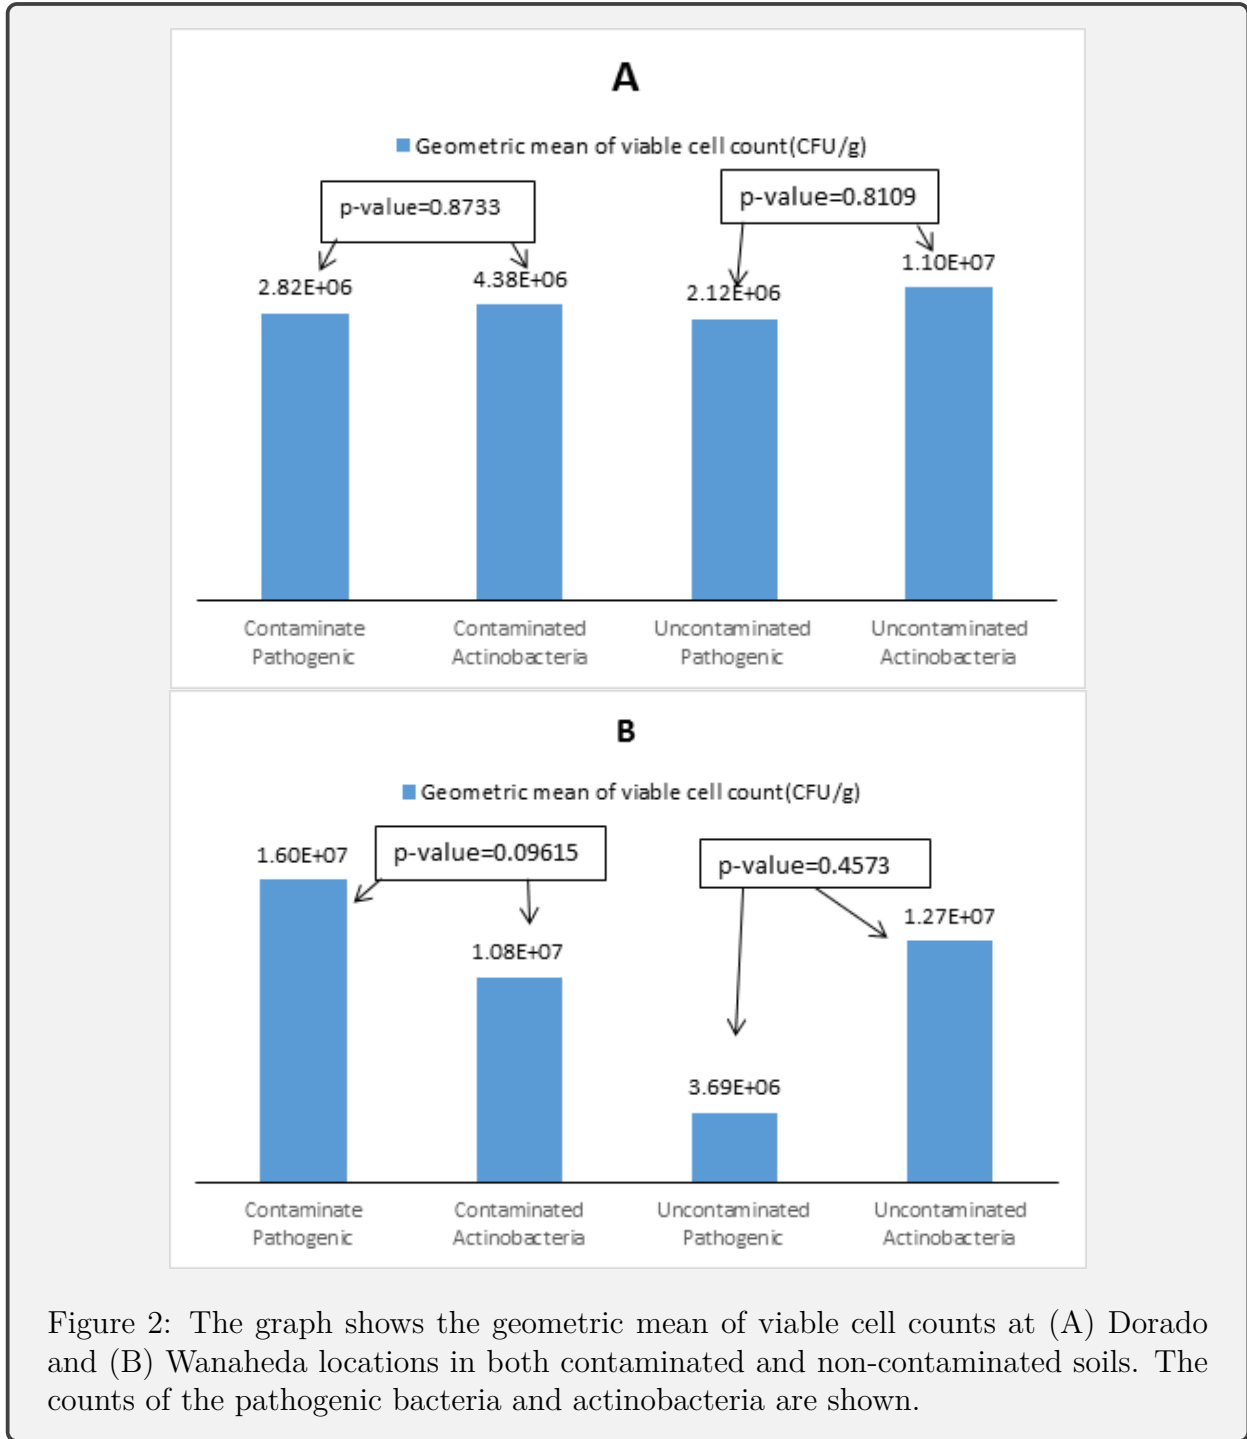 A
Geometric mean of viable cell count(CFU/g)
p-value=0.8733
p-value=0.8109
2.82E+06
4.38E+06
2.12E+06
1.10E+07
Contaminate
Pathogenic
Contaminated
Actinobacteria
Uncontaminated
Pathogenic
Uncontaminated
Actinobacteria
B
Geometric mean of viable cell count(CFU/g)
p-value=0.09615
p-value=0.4573
1.60E+07
1.08E+07
3.69E+06
1.27E+07
Contaminate
Pathogenic
Contaminated
Actinobacteria
Uncontaminated
Pathogenic
Uncontaminated
Actinobacteria
Figure 2: The graph shows the geometric mean of viable cell counts at (A) Dorado
and (B) Wanaheda locations in both contaminated and non-contaminated soils. The
counts of the pathogenic bacteria and actinobacteria are shown.